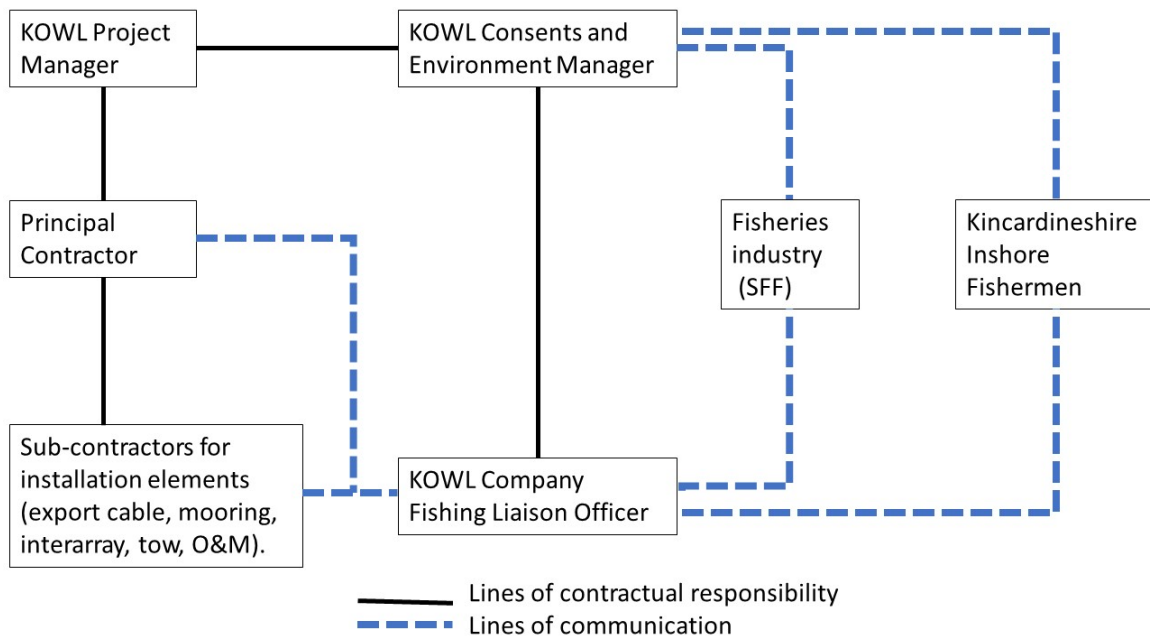 KOWL Project
Manager
KOWL Consents and
Environment Manager
Principal
Contractor
Fisheries
industry
(SFF)
Kincardineshire
Inshore
Fishermen
Sub-contractors for
installation elements
(export cable, mooring,
interarray, tow, O&M).
KOWL Company
Fishing Liaison Officer
Lines of contractual responsibility
Lines of communication